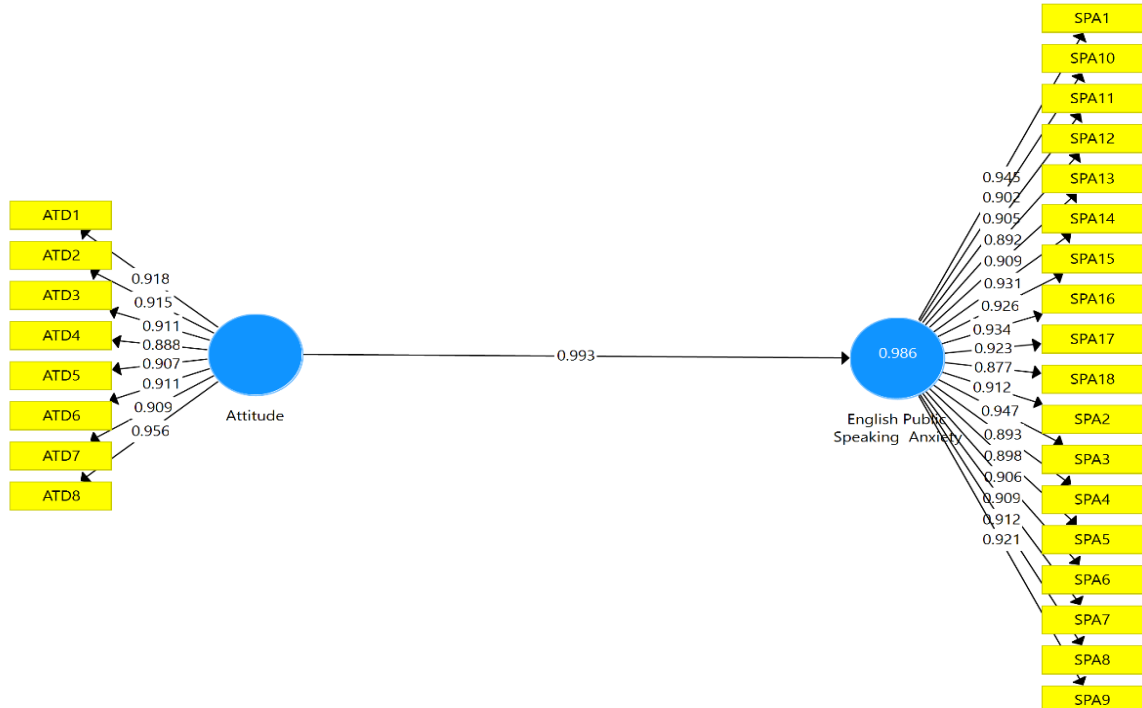 ATD1
ATD2
ATD3
ATD4
ATD5
ATD6
ATD7
ATD8
0.918
0.915
0.911
0.888
0.907
0.911
0.909
0.956
Attitude
0.993
0.986
English Public
Speaking Anxiety
0.945
0.902
0.905
0.892
0.909
0.931
0.926
0.934
0.923
0.877
0.912
0.947
0.893
0.898
0.906
0.909
0.912
0.921
SPA1
SPA10
SPA11
SPA12
SPA13
SPA14
SPA15
SPA16
SPA17
SPA18
SPA2
SPA3
SPA4
SPA5
SPA6
SPA7
SPA8
SPA9